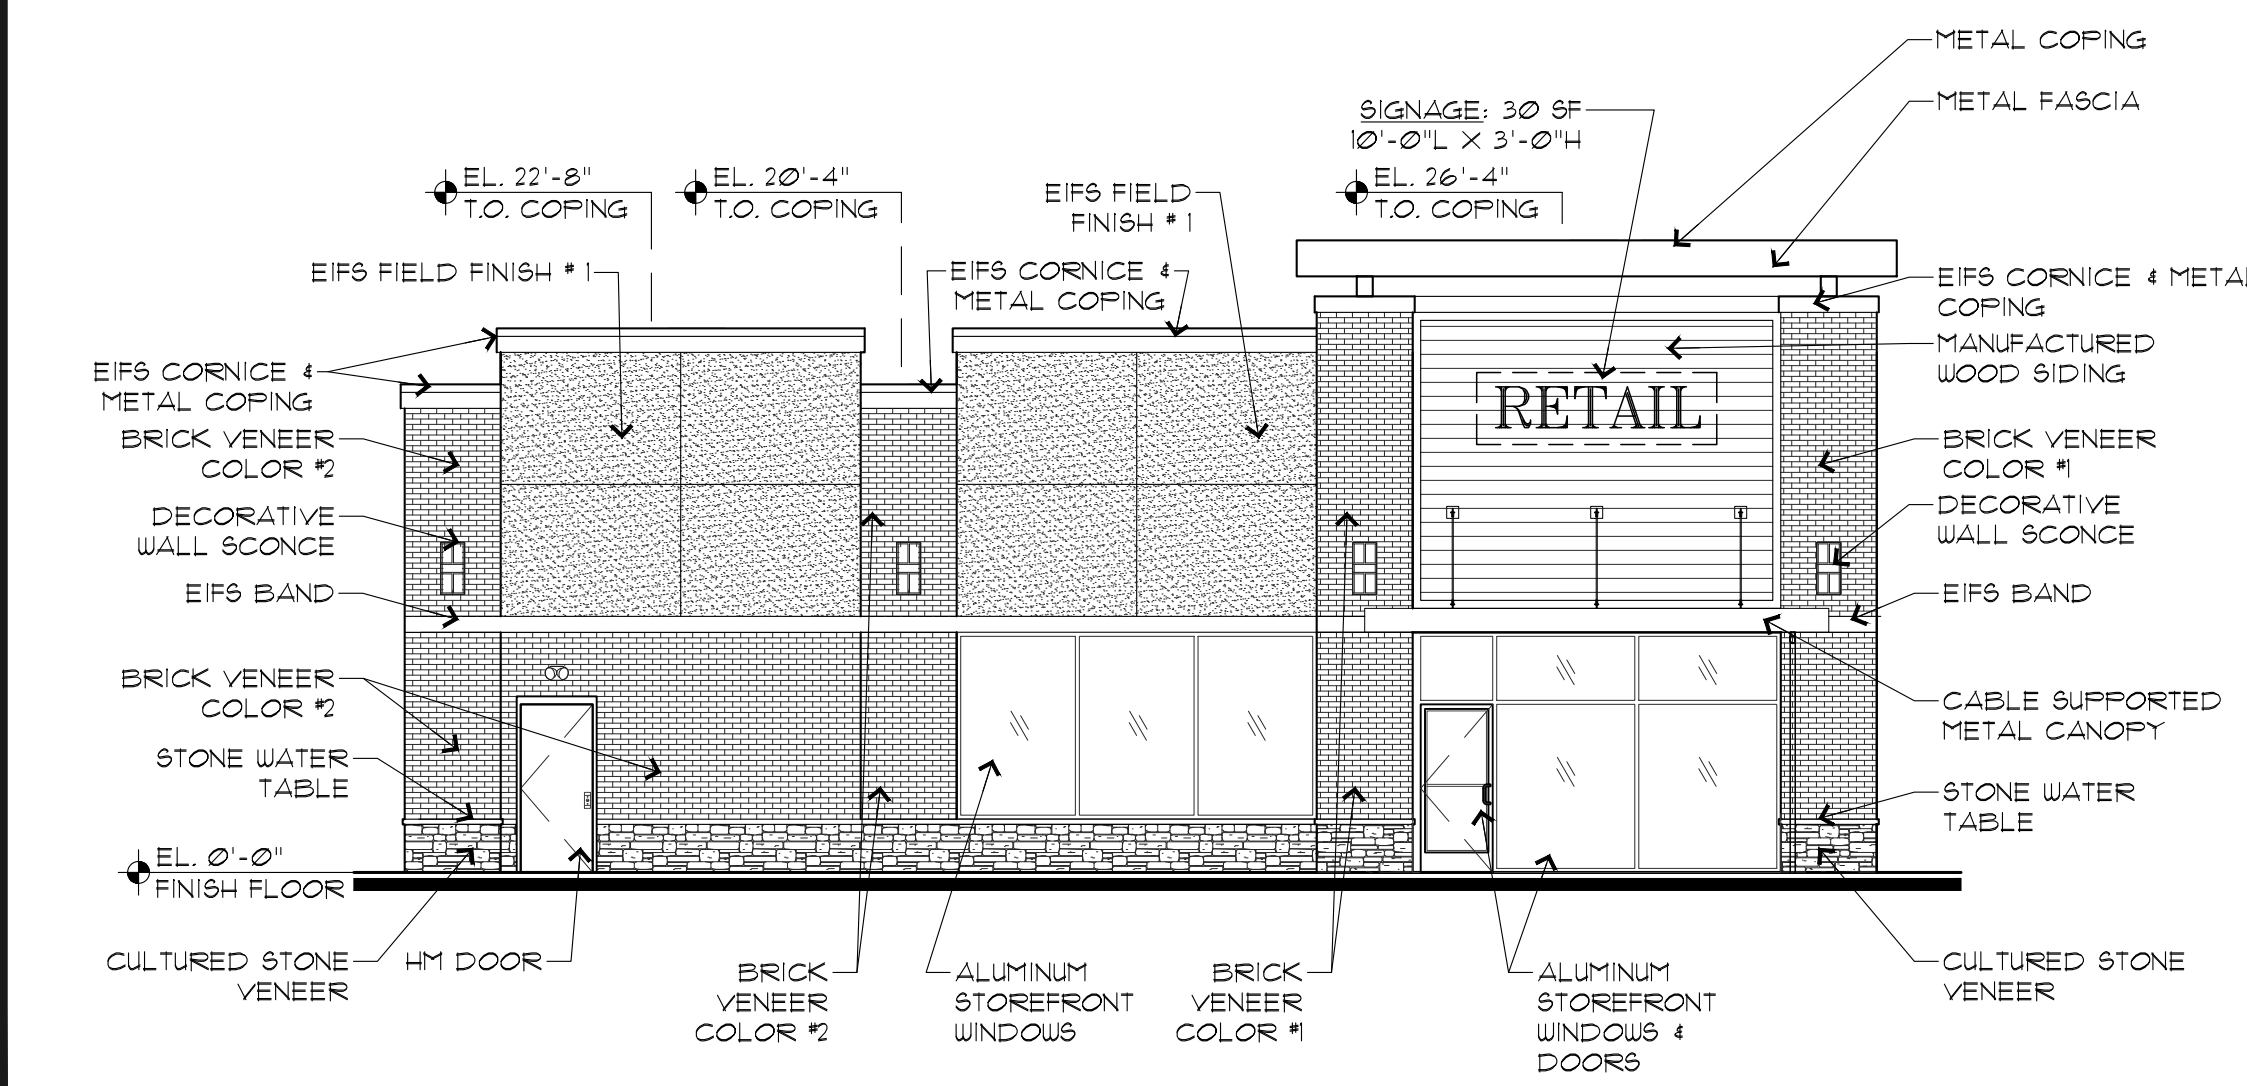 METAL COPING
METAL FASCIA
SIGNAGE: 30 SF
10'-0"L X 3'-0"H
EL. 22'-8"
T.O. COPING
EL. 20'-4"
T.O. COPING
EIFS FIELD
FINISH # 1
EL. 26'-4"
T.O. COPING
EIFS FIELD FINISH # 1
EIFS CORNICE &
METAL COPING
EIFS CORNICE & METAL
COPING
MANUFACTURED
WOOD SIDING
EIFS CORNICE &
METAL COPING
RETAIL
BRICK VENEER
COLOR #2
BRICK VENEER
COLOR #1
DECORATIVE
WALL SCONCE
DECORATIVE
WALL SCONCE
EIFS BAND
EIFS BAND
BRICK VENEER
COLOR #2
CABLE SUPPORTED
METAL CANOPY
STONE WATER
TABLE
STONE WATER
TABLE
EL. 0'-0"
FINISH FLOOR
CULTURED STONE
VENEER
HM DOOR
BRICK
VENEER
COLOR #2
ALUMINUM
STOREFRONT
WINDOWS
BRICK
VENEER
COLOR #1
ALUMINUM
STOREFRONT
WINDOWS &
DOORS
CULTURED STONE
VENEER